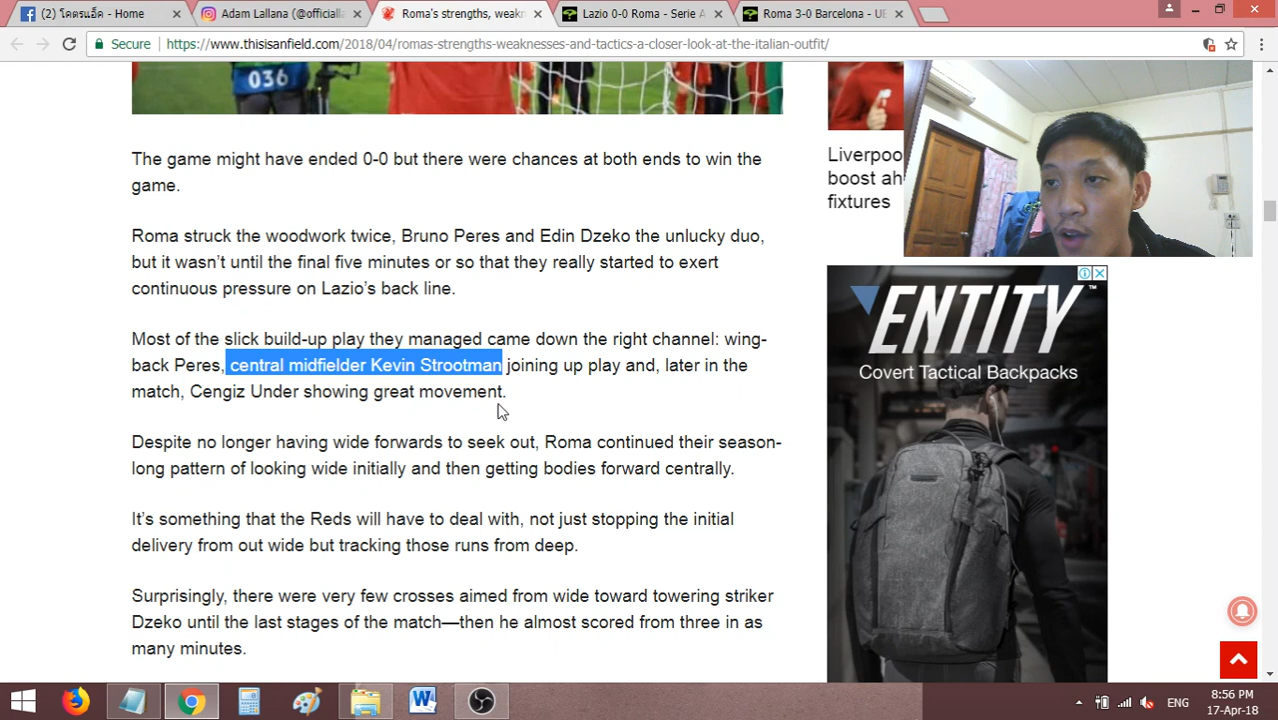 (2) โคตรแอ็ด - Home
Adam Lallana (@officiall
Roma's strengths, weakn
Lazio 0-0 Roma - Serie A
Roma 3-0 Barcelona - UE
Secure
https://www.thisisanfield.com/2018/04/romas-strengths-weaknesses-and-tactics-a-closer-look-at-the-italian-outfit/
036
The game might have ended 0-0 but there were chances at both ends to win the
game.
Roma struck the woodwork twice, Bruno Peres and Edin Dzeko the unlucky duo,
but it wasn't until the final five minutes or so that they really started to exert
continuous pressure on Lazio's back line.
Most of the slick build-up play they managed came down the right channel: wing-
back Peres, central midfielder Kevin Strootman joining up play and, later in the
match, Cengiz Under showing great movement.
Despite no longer having wide forwards to seek out, Roma continued their season-
long pattern of looking wide initially and then getting bodies forward centrally.
It's something that the Reds will have to deal with, not just stopping the initial
delivery from out wide but tracking those runs from deep.
Surprisingly, there were very few crosses aimed from wide toward towering striker
Dzeko until the last stages of the match—then he almost scored from three in as
many minutes.
Liverpoo
boost ah
fixtures
ENTITY™
Covert Tactical Backpacks
ENG
8:56 PM
17-Apr-18